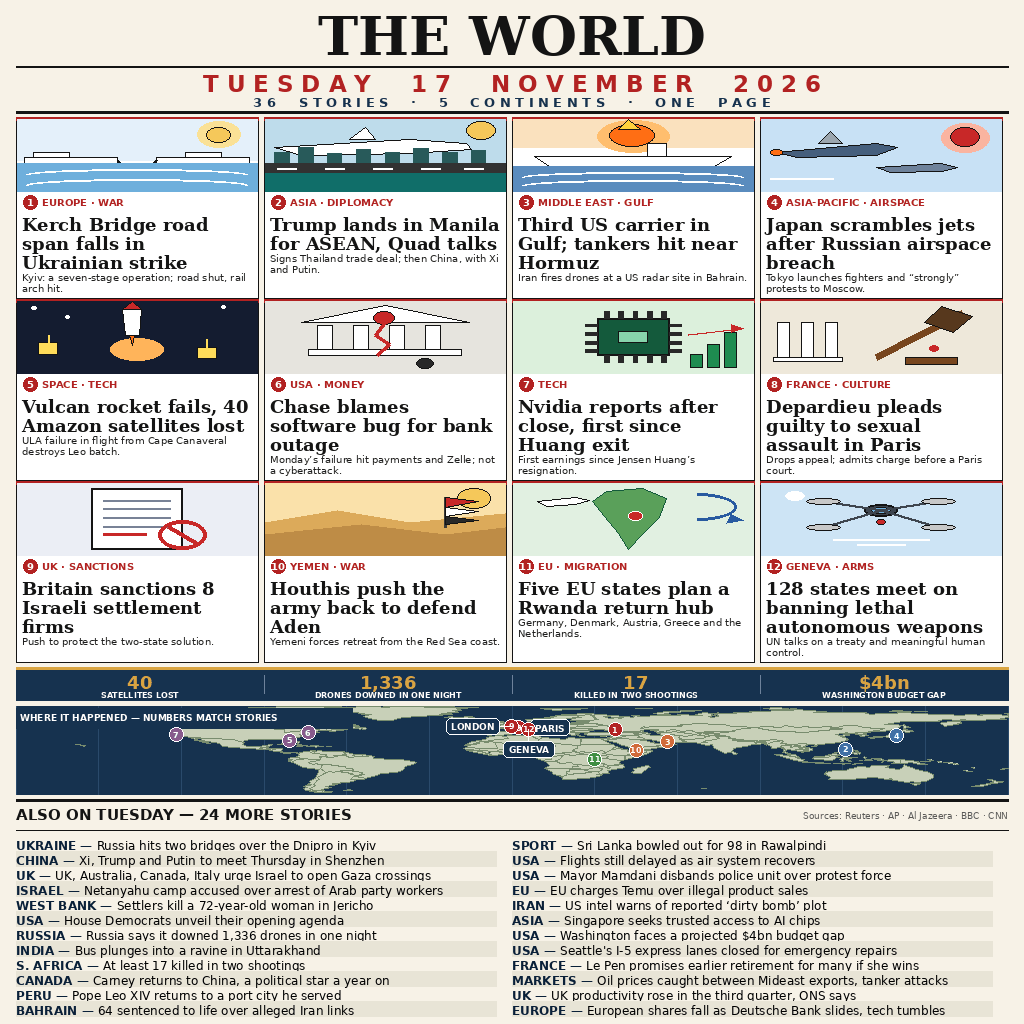 THE WORLD
TUESDAY 17 NOVEMBER 2026
36 STORIES · 5 CONTINENTS · ONE PAGE
1 EUROPE · WAR
Kerch Bridge road
span falls in
Ukrainian strike
Kyiv: a seven-stage operation; road shut, rail
arch hit.
2 ASIA · DIPLOMACY
Trump lands in Manila
for ASEAN, Quad talks
Signs Thailand trade deal; then China, with Xi
and Putin.
3 MIDDLE EAST · GULF
Third US carrier in
Gulf; tankers hit near
Hormuz
Iran fires drones at a US radar site in Bahrain.
4 ASIA-PACIFIC · AIRSPACE
Japan scrambles jets
after Russian airspace
breach
Tokyo launches fighters and “strongly”
protests to Moscow.
5 SPACE · TECH
Vulcan rocket fails, 40
Amazon satellites lost
ULA failure in flight from Cape Canaveral
destroys Leo batch.
6 USA · MONEY
Chase blames
software bug for bank
outage
Monday’s failure hit payments and Zelle; not
a cyberattack.
7 TECH
Nvidia reports after
close, first since
Huang exit
First earnings since Jensen Huang’s
resignation.
8 FRANCE · CULTURE
Depardieu pleads
guilty to sexual
assault in Paris
Drops appeal; admits charge before a Paris
court.
9 UK · SANCTIONS
Britain sanctions 8
Israeli settlement
firms
Push to protect the two-state solution.
10 YEMEN · WAR
Houthis push the
army back to defend
Aden
Yemeni forces retreat from the Red Sea coast.
11 EU · MIGRATION
Five EU states plan a
Rwanda return hub
Germany, Denmark, Austria, Greece and the
Netherlands.
12 GENEVA · ARMS
128 states meet on
banning lethal
autonomous weapons
UN talks on a treaty and meaningful human
control.
40
SATELLITES LOST
1,336
DRONES DOWNED IN ONE NIGHT
17
KILLED IN TWO SHOOTINGS
$4bn
WASHINGTON BUDGET GAP
WHERE IT HAPPENED — NUMBERS MATCH STORIES
7
5
6
LONDON
9
12
PARIS
GENEVA
1
11
10
3
2
4
ALSO ON TUESDAY — 24 MORE STORIES
Sources: Reuters · AP · Al Jazeera · BBC · CNN
UKRAINE — Russia hits two bridges over the Dnipro in Kyiv
CHINA — Xi, Trump and Putin to meet Thursday in Shenzhen
UK — UK, Australia, Canada, Italy urge Israel to open Gaza crossings
ISRAEL — Netanyahu camp accused over arrest of Arab party workers
WEST BANK — Settlers kill a 72-year-old woman in Jericho
USA — House Democrats unveil their opening agenda
RUSSIA — Russia says it downed 1,336 drones in one night
INDIA — Bus plunges into a ravine in Uttarakhand
S. AFRICA — At least 17 killed in two shootings
CANADA — Carney returns to China, a political star a year on
PERU — Pope Leo XIV returns to a port city he served
BAHRAIN — 64 sentenced to life over alleged Iran links
SPORT — Sri Lanka bowled out for 98 in Rawalpindi
USA — Flights still delayed as air system recovers
USA — Mayor Mamdani disbands police unit over protest force
EU — EU charges Temu over illegal product sales
IRAN — US intel warns of reported ‘dirty bomb’ plot
ASIA — Singapore seeks trusted access to AI chips
USA — Washington faces a projected $4bn budget gap
USA — Seattle's I-5 express lanes closed for emergency repairs
FRANCE — Le Pen promises earlier retirement for many if she wins
MARKETS — Oil prices caught between Mideast exports, tanker attacks
UK — UK productivity rose in the third quarter, ONS says
EUROPE — European shares fall as Deutsche Bank slides, tech tumbles